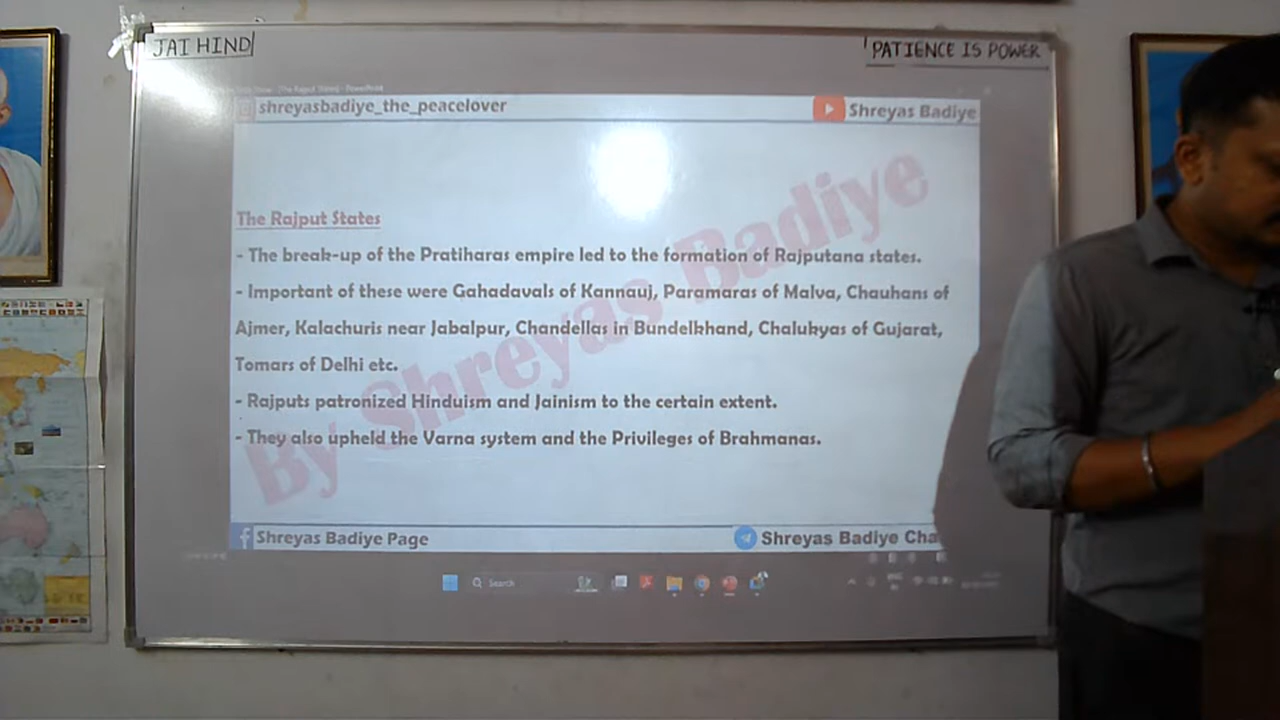 JAI HIND
PATIENCE IS POWER
shreyasbadiye_the_peacelover
Shreyas Badiye
The Rajput States
- The break-up of the Pratiharas empire led to the formation of Rajputana states.
- Important of these were Gahadavals of Kannauj, Paramaras of Malva, Chauhans of
Ajmer, Kalachuris near Jabalpur, Chandellas in Bundelkhand, Chalukyas of Gujarat,
Tomars of Delhi etc.
- Rajputs patronized Hinduism and Jainism to the certain extent.
- They also upheld the Varna system and the Privileges of Brahmanas.
By Shreyas Badiye
Shreyas Badiye Page
Shreyas Badiye Cha
Search